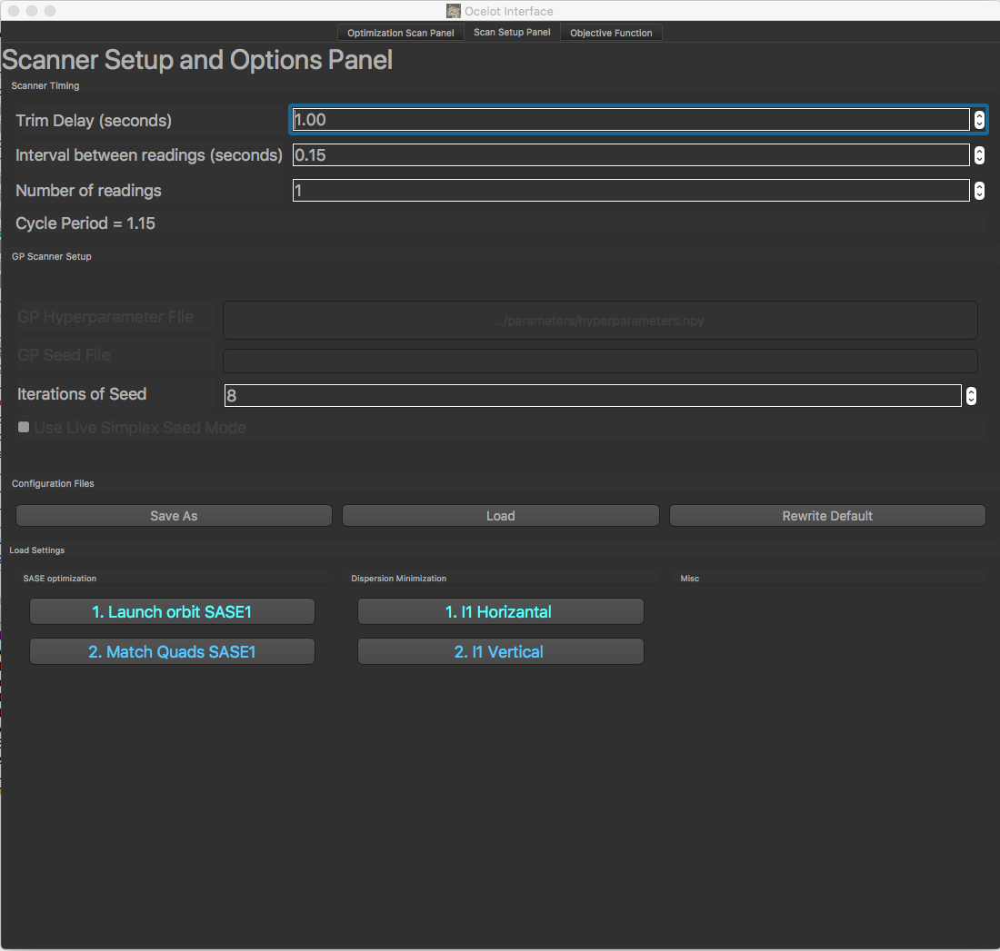 Ocelot Interface
Optimization Scan Panel
Scan Setup Panel
Objective Function
Scanner Setup and Options Panel
Scanner Timing
Trim Delay (seconds)
1.00
Interval between readings (seconds)
0.15
Number of readings
1
Cycle Period = 1.15
GP Scanner Setup
GP Hyperparameter File
../parameters/hyperparameters.npy
GP Seed File
Iterations of Seed
8
Use Live Simplex Seed Mode
Configuration Files
Save As
Load
Rewrite Default
Load Settings
SASE optimization
Dispersion Minimization
Misc
1. Launch orbit SASE1
1. I1 Horizantal
2. Match Quads SASE1
2. I1 Vertical